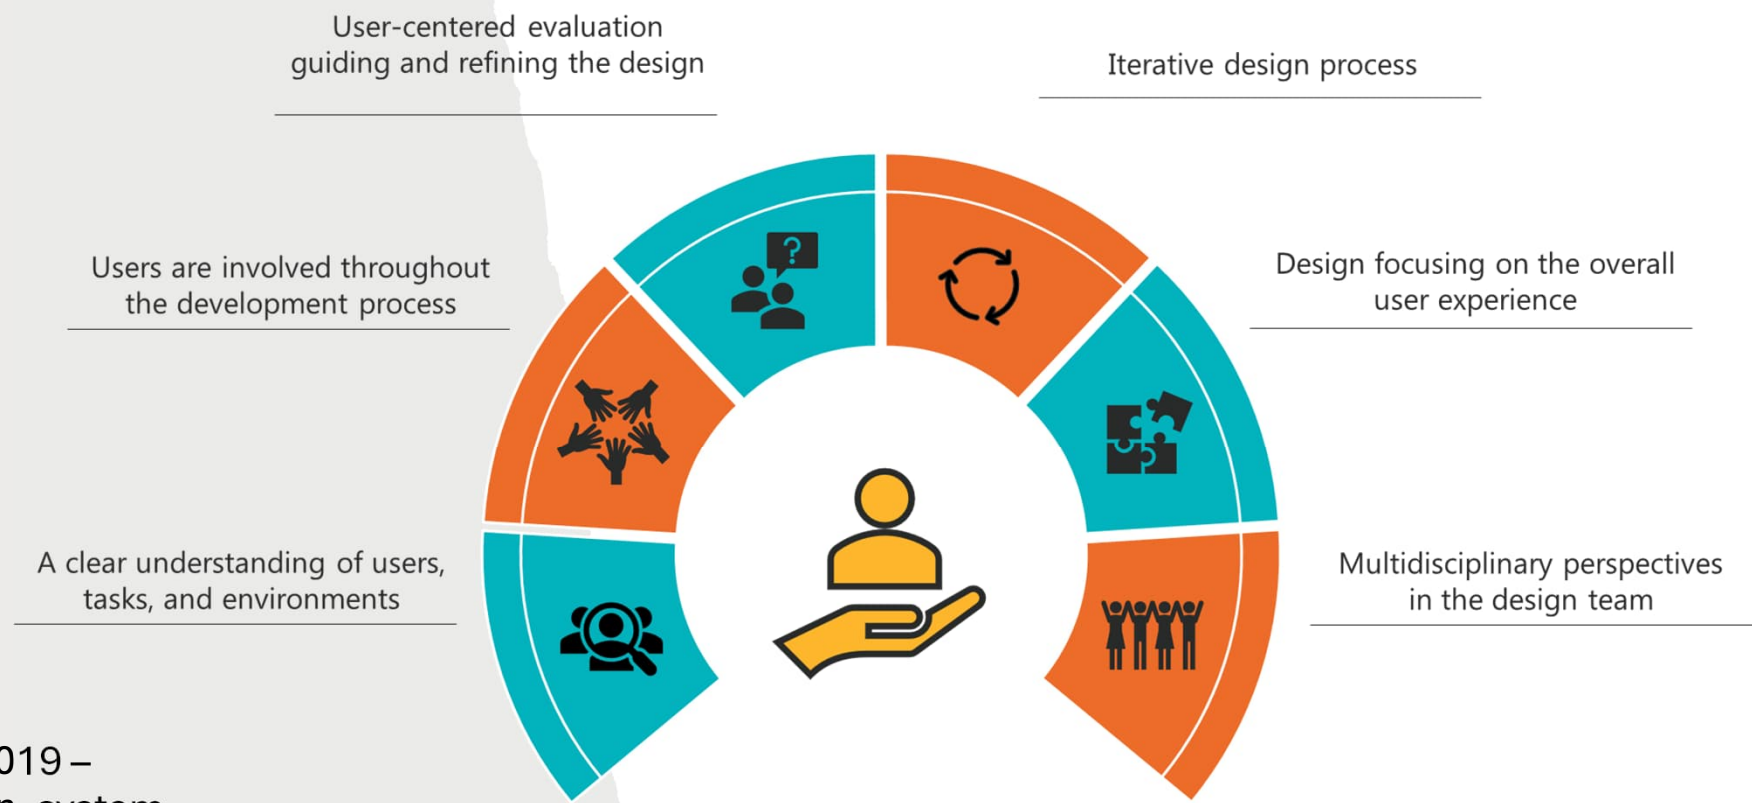 User-centered evaluation
guiding and refining the design
Iterative design process
Users are involved throughout
the development process
Design focusing on the overall
user experience
A clear understanding of users,
tasks, and environments
Multidisciplinary perspectives
in the design team
?
019 –
system